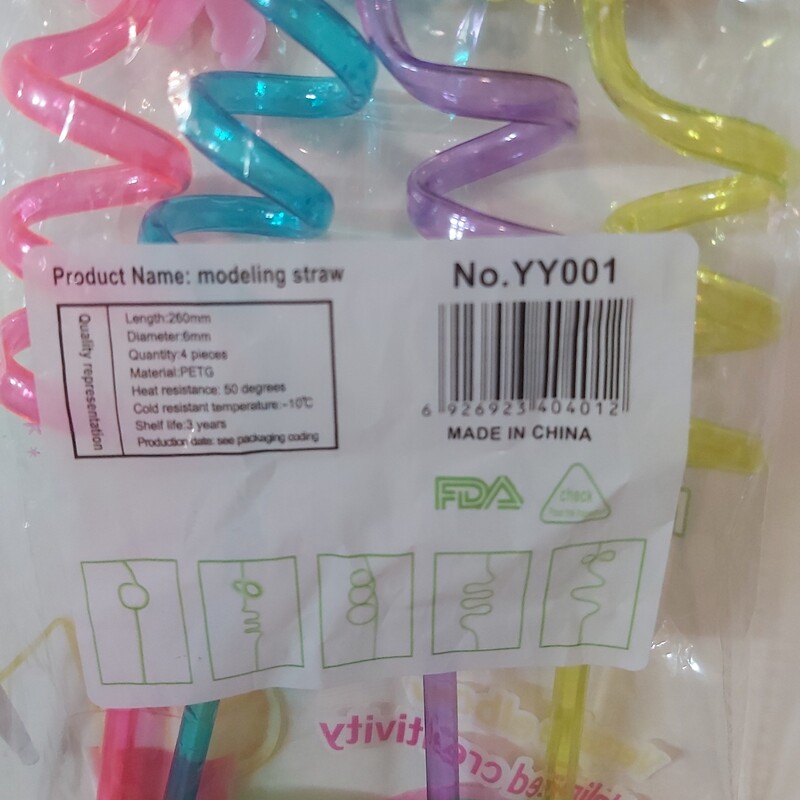 Product Name: modeling straw
No.YY001
Quality representation
Length:260mm
Diameter:6mm
Quantity:4 pieces
Material:PETG
Heat resistance: 50 degrees
Cold resistant temperature:-10℃
Shelf life:3 years
Production date: see packaging coding
6 926923 404012
MADE IN CHINA
FDA
check
creativity